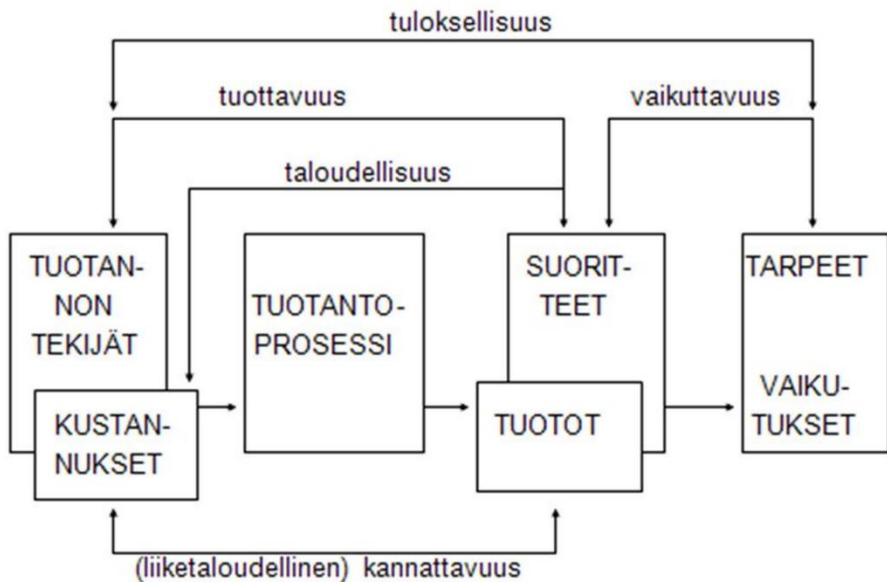 tuloksellisuus
tuottavuus
vaikuttavuus
taloudellisuus
TUOTAN-
NON
TEKIJÄT
KUSTAN-
NUKSET
TUOTANTO-
PROSESSI
SUORIT-
TEET
TUOTOT
TARPEET
VAIKU-
TUKSET
(liiketaloudellinen) kannattavuus